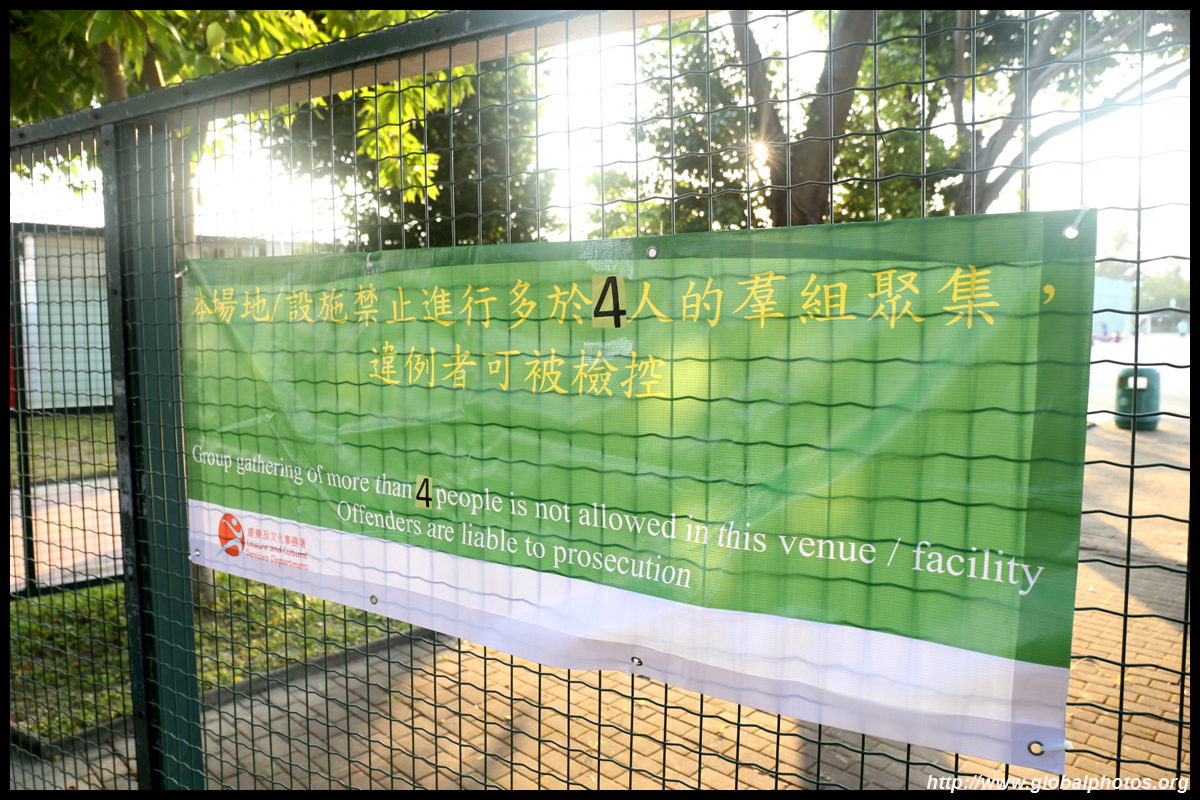 本場地/設施禁止進行多於4人的羣組聚集，
違例者可被檢控
Group gathering of more than 4 people is not allowed in this venue / facility
Offenders are liable to prosecution
康樂及文化事務署
Leisure and Cultural
Services Department
http://www.globalphotos.org